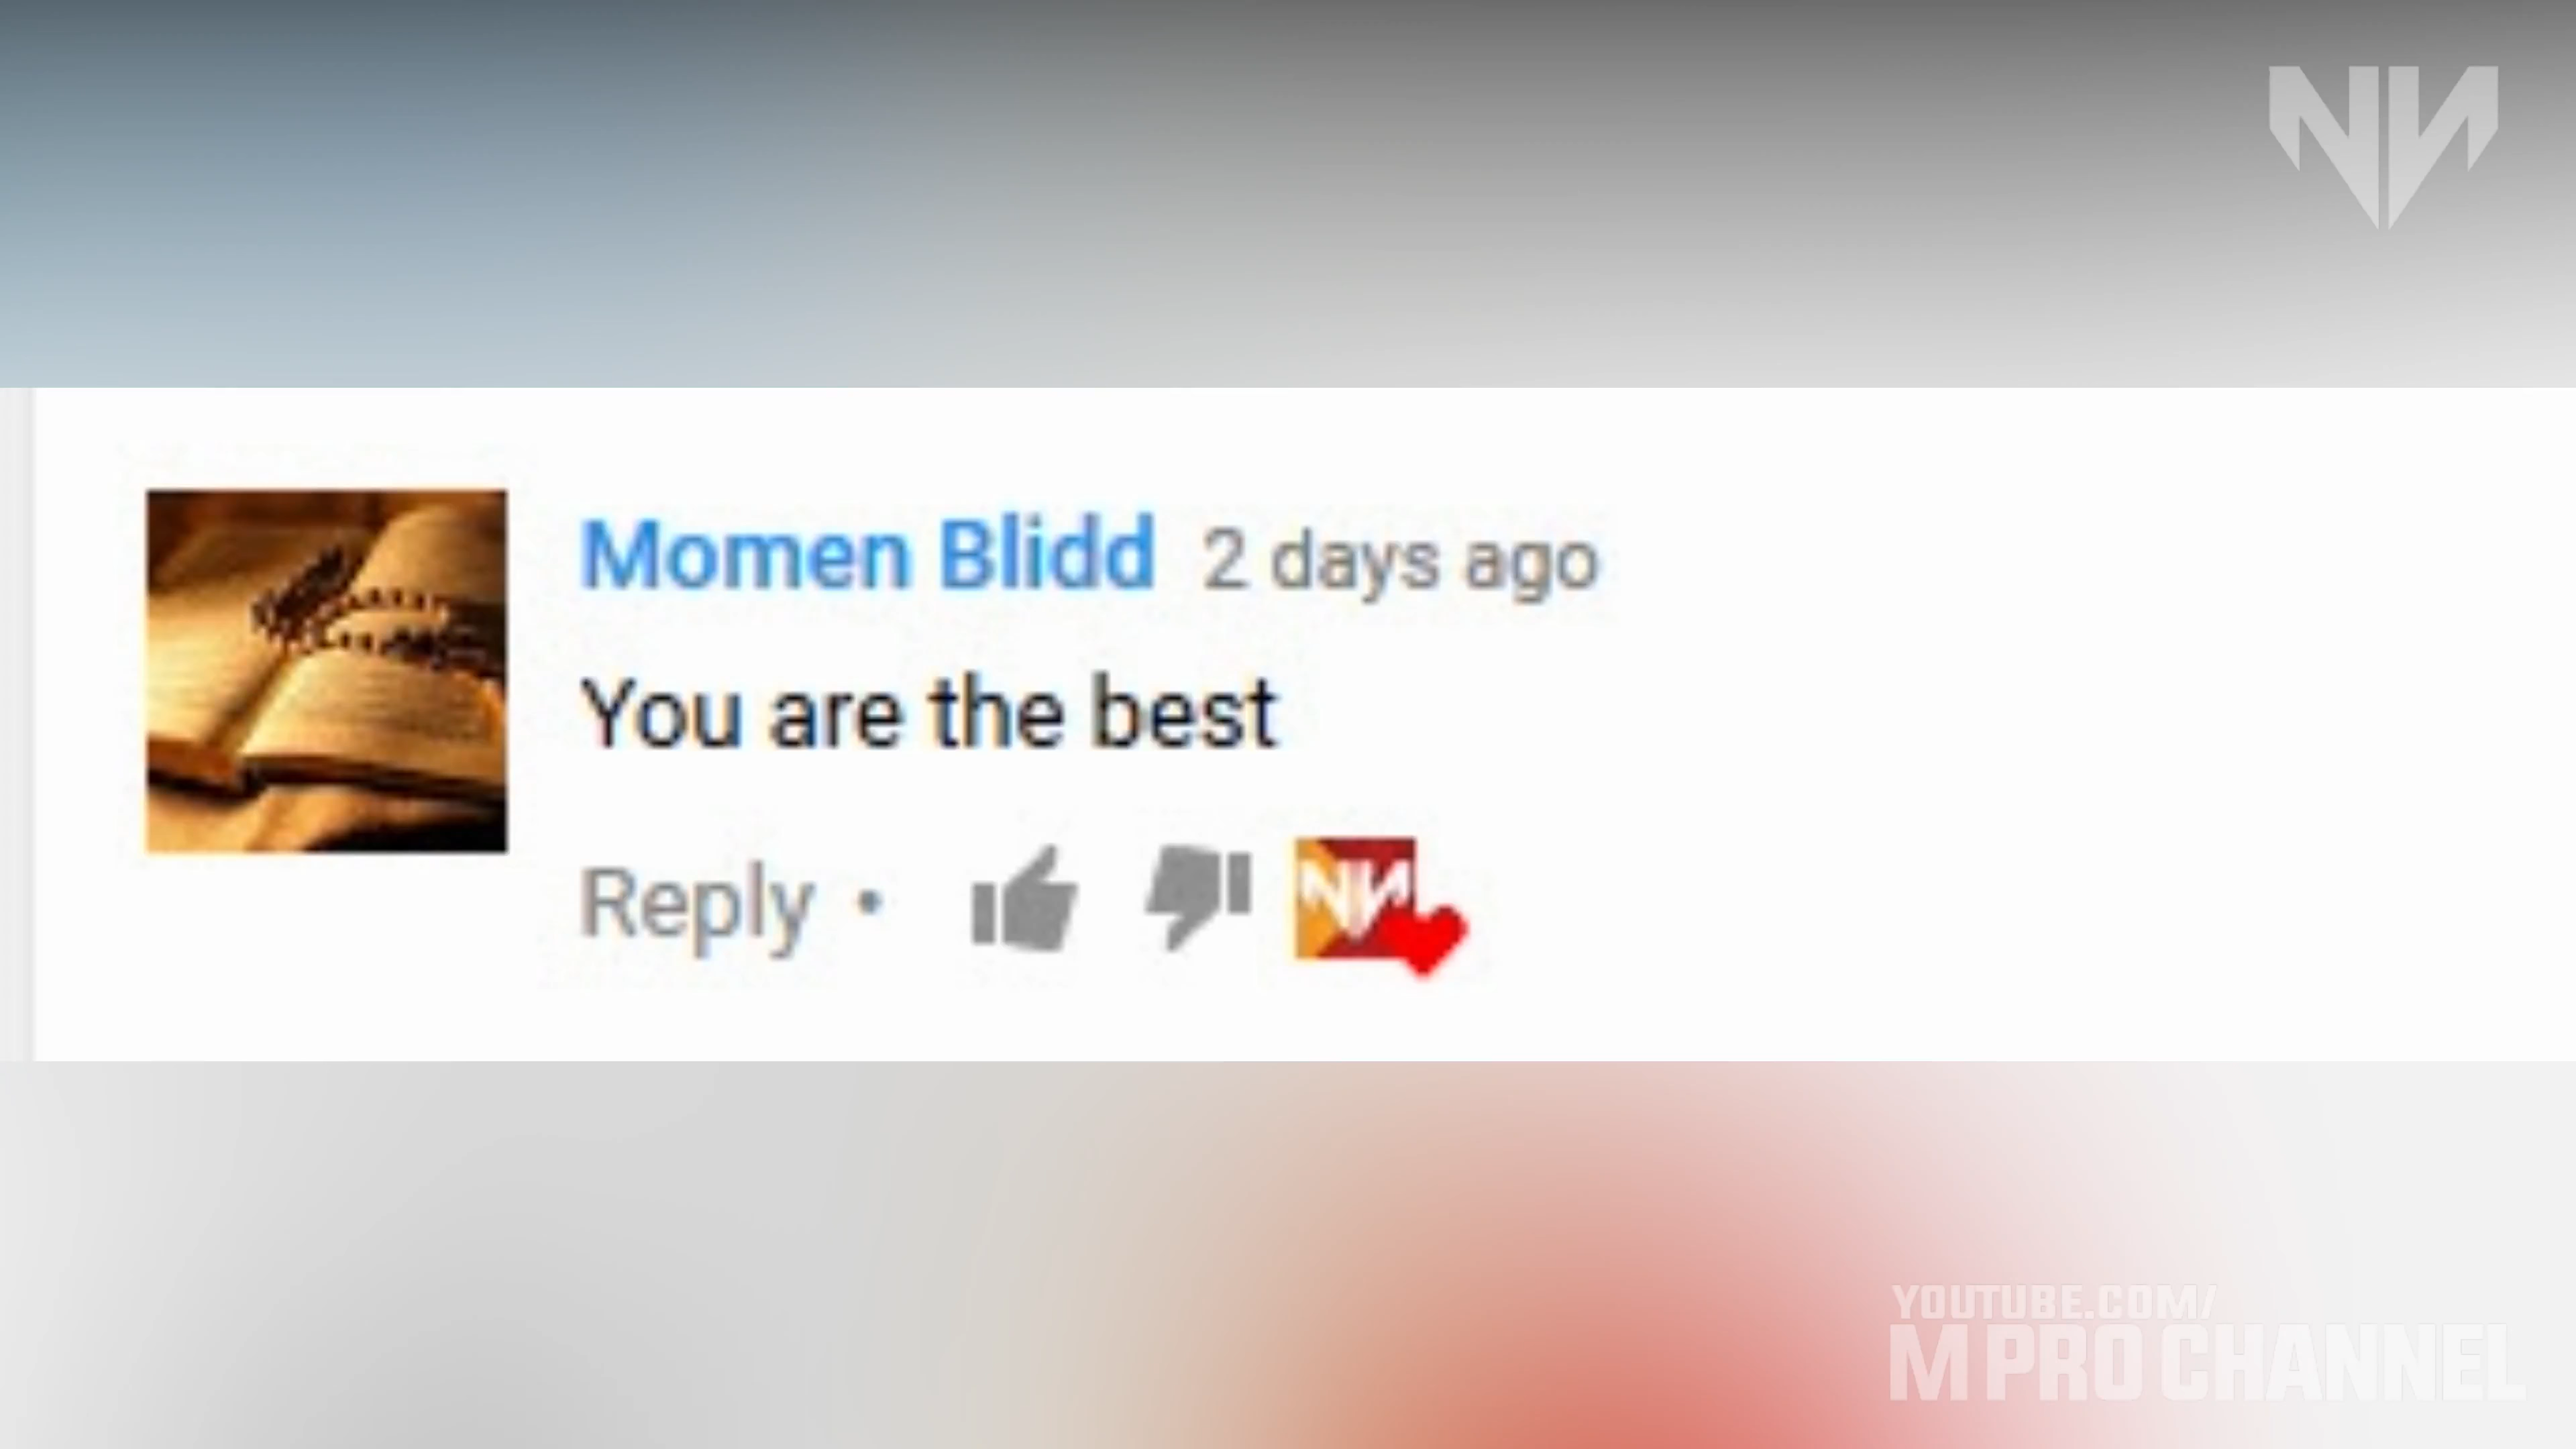 Momen Blidd 2 days ago
You are the best
Reply •
YOUTUBE.COM/
M PRO CHANNEL